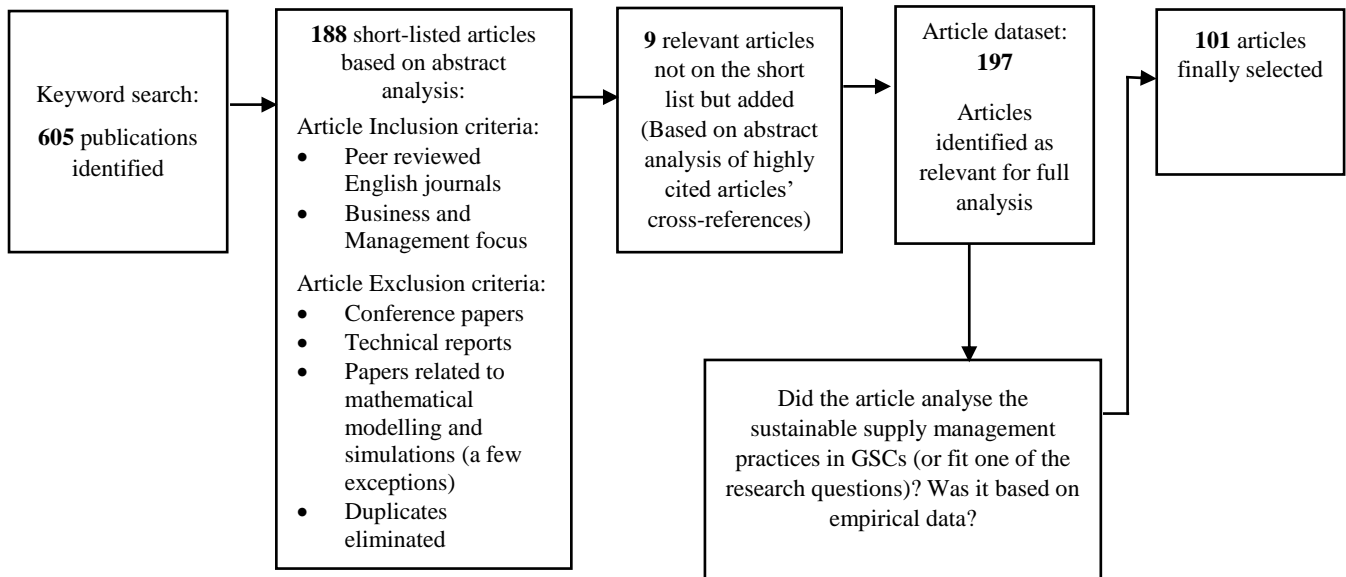 Keyword search:
605 publications
identified
188 short-listed articles
based on abstract
analysis:
Article Inclusion criteria:
• Peer reviewed
English journals
• Business and
Management focus
Article Exclusion criteria:
• Conference papers
• Technical reports
• Papers related to
mathematical
modelling and
simulations (a few
exceptions)
• Duplicates
eliminated
9 relevant articles
not on the short
list but added
(Based on abstract
analysis of highly
cited articles’
cross-references)
Article dataset:
197
Articles
identified as
relevant for full
analysis
Did the article analyse the
sustainable supply management
practices in GSCs (or fit one of the
research questions)? Was it based on
empirical data?
101 articles
finally selected